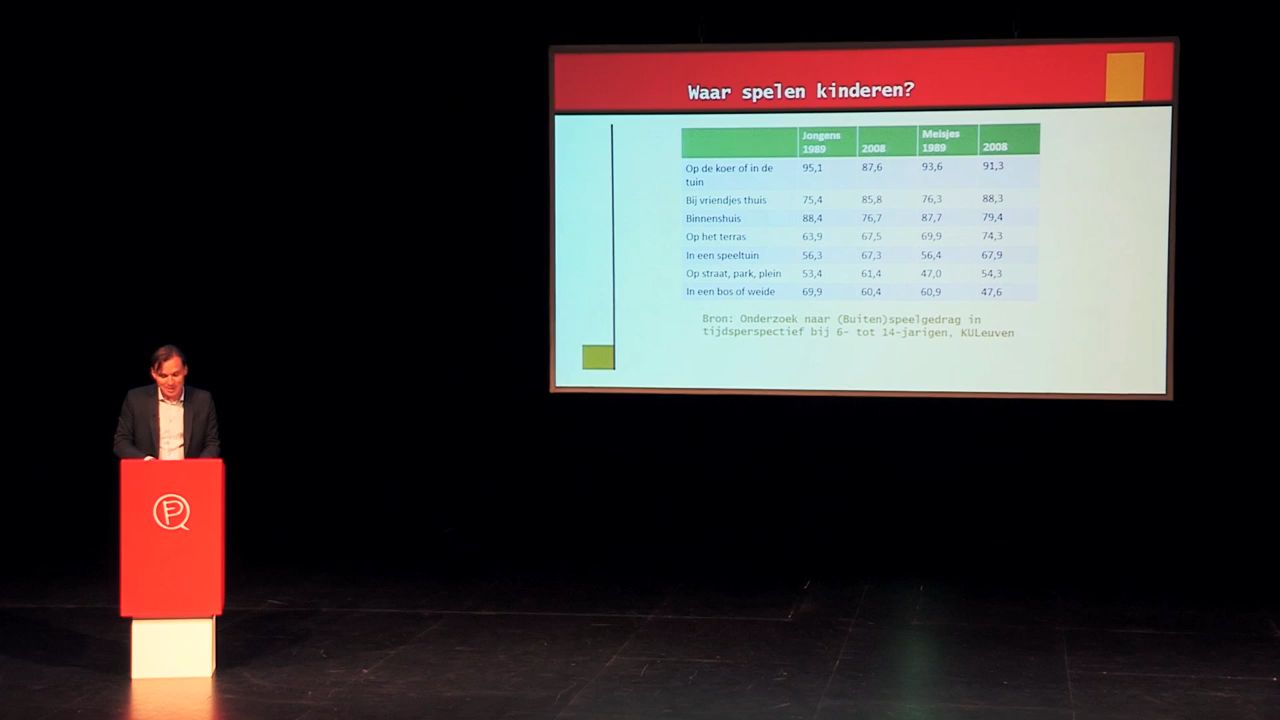 Waar spelen kinderen?
Jongens 1989 2008 Meisjes 1989 2008
Op de koer of in de tuin 95,1 87,6 93,6 91,3
Bij vriendjes thuis 75,4 85,8 76,3 88,3
Binnenshuis 88,4 76,7 87,7 79,4
Op het terras 63,9 67,5 69,9 74,3
In een speeltuin 56,3 67,3 56,4 67,9
Op straat, park, plein 53,4 61,4 47,0 54,3
In een bos of weide 69,9 60,4 60,9 47,6
Bron: Onderzoek naar (Buiten)speelgedrag in
tijdsperspectief bij 6- tot 14-jarigen, KULeuven
P